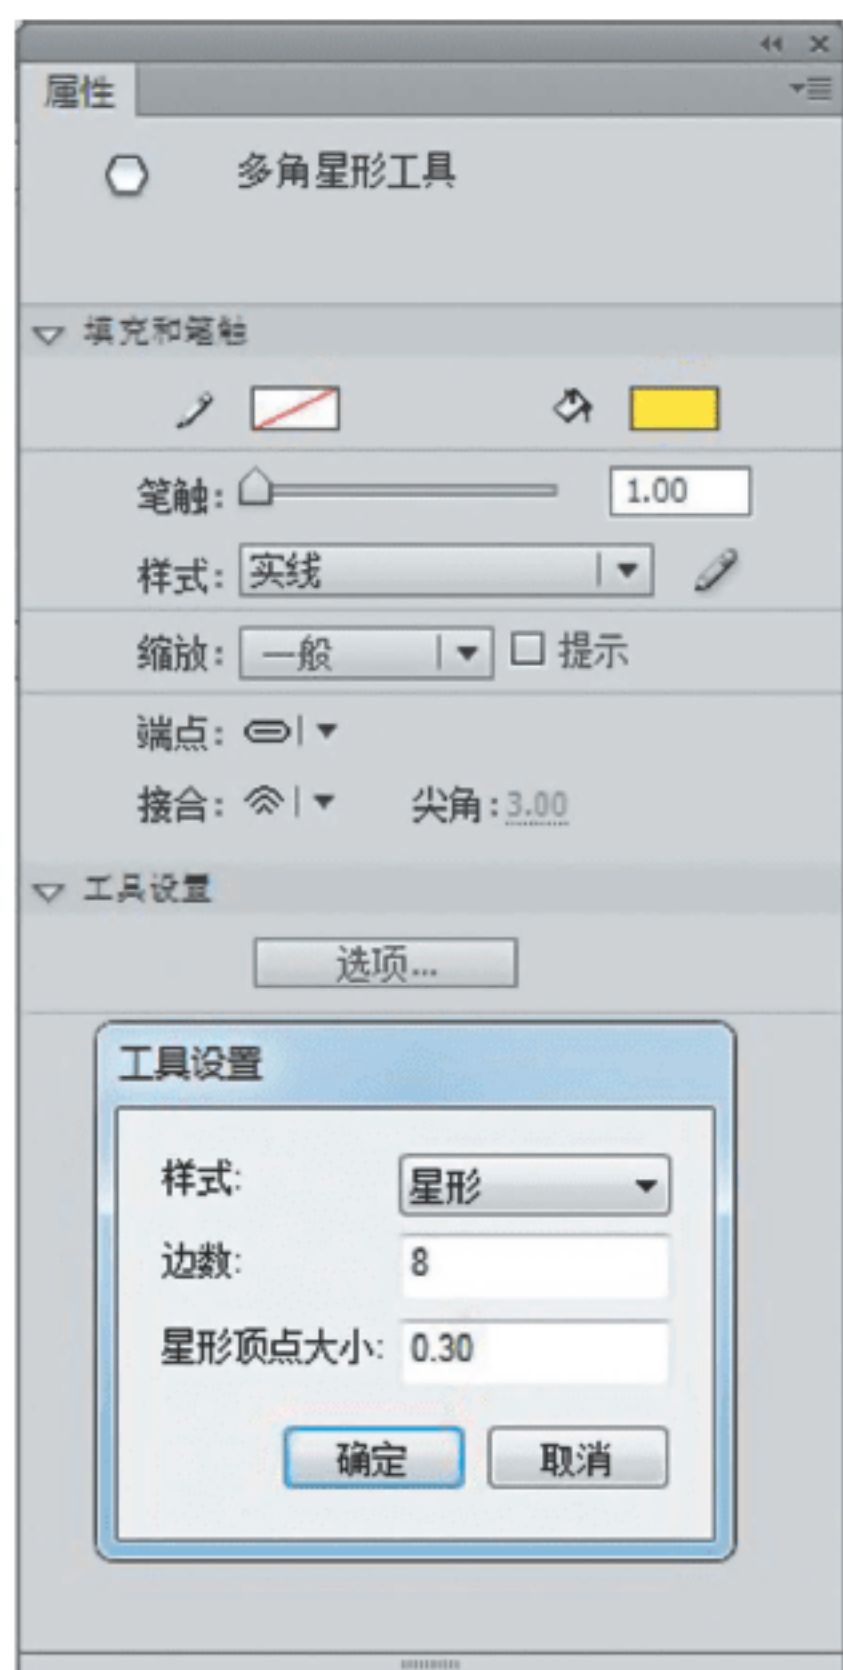 属性
多角星形工具
填充和笔触
笔触: 1.00
样式: 实线
缩放: 一般 提示
端点:
接合: 尖角: 3.00
工具设置
选项...
工具设置
样式: 星形
边数: 8
星形顶点大小: 0.30
确定 取消